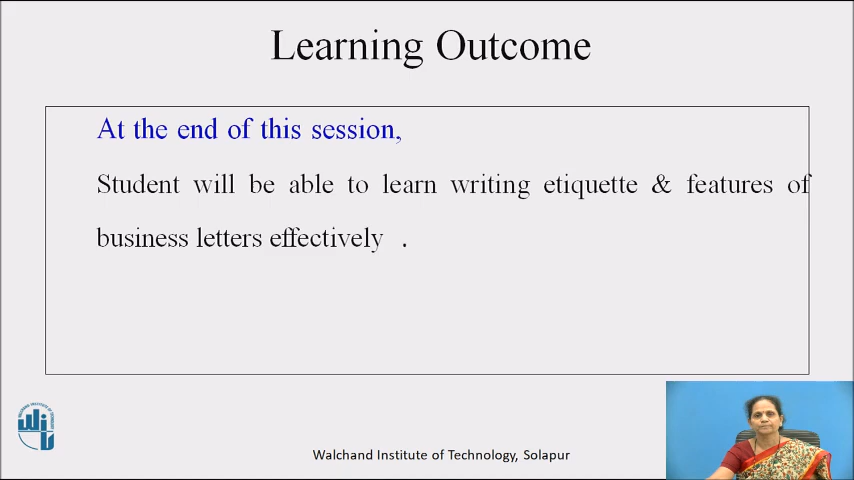 Learning Outcome
At the end of this session,
Student will be able to learn writing etiquette & features of
business letters effectively .
Walchand Institute of Technology, Solapur